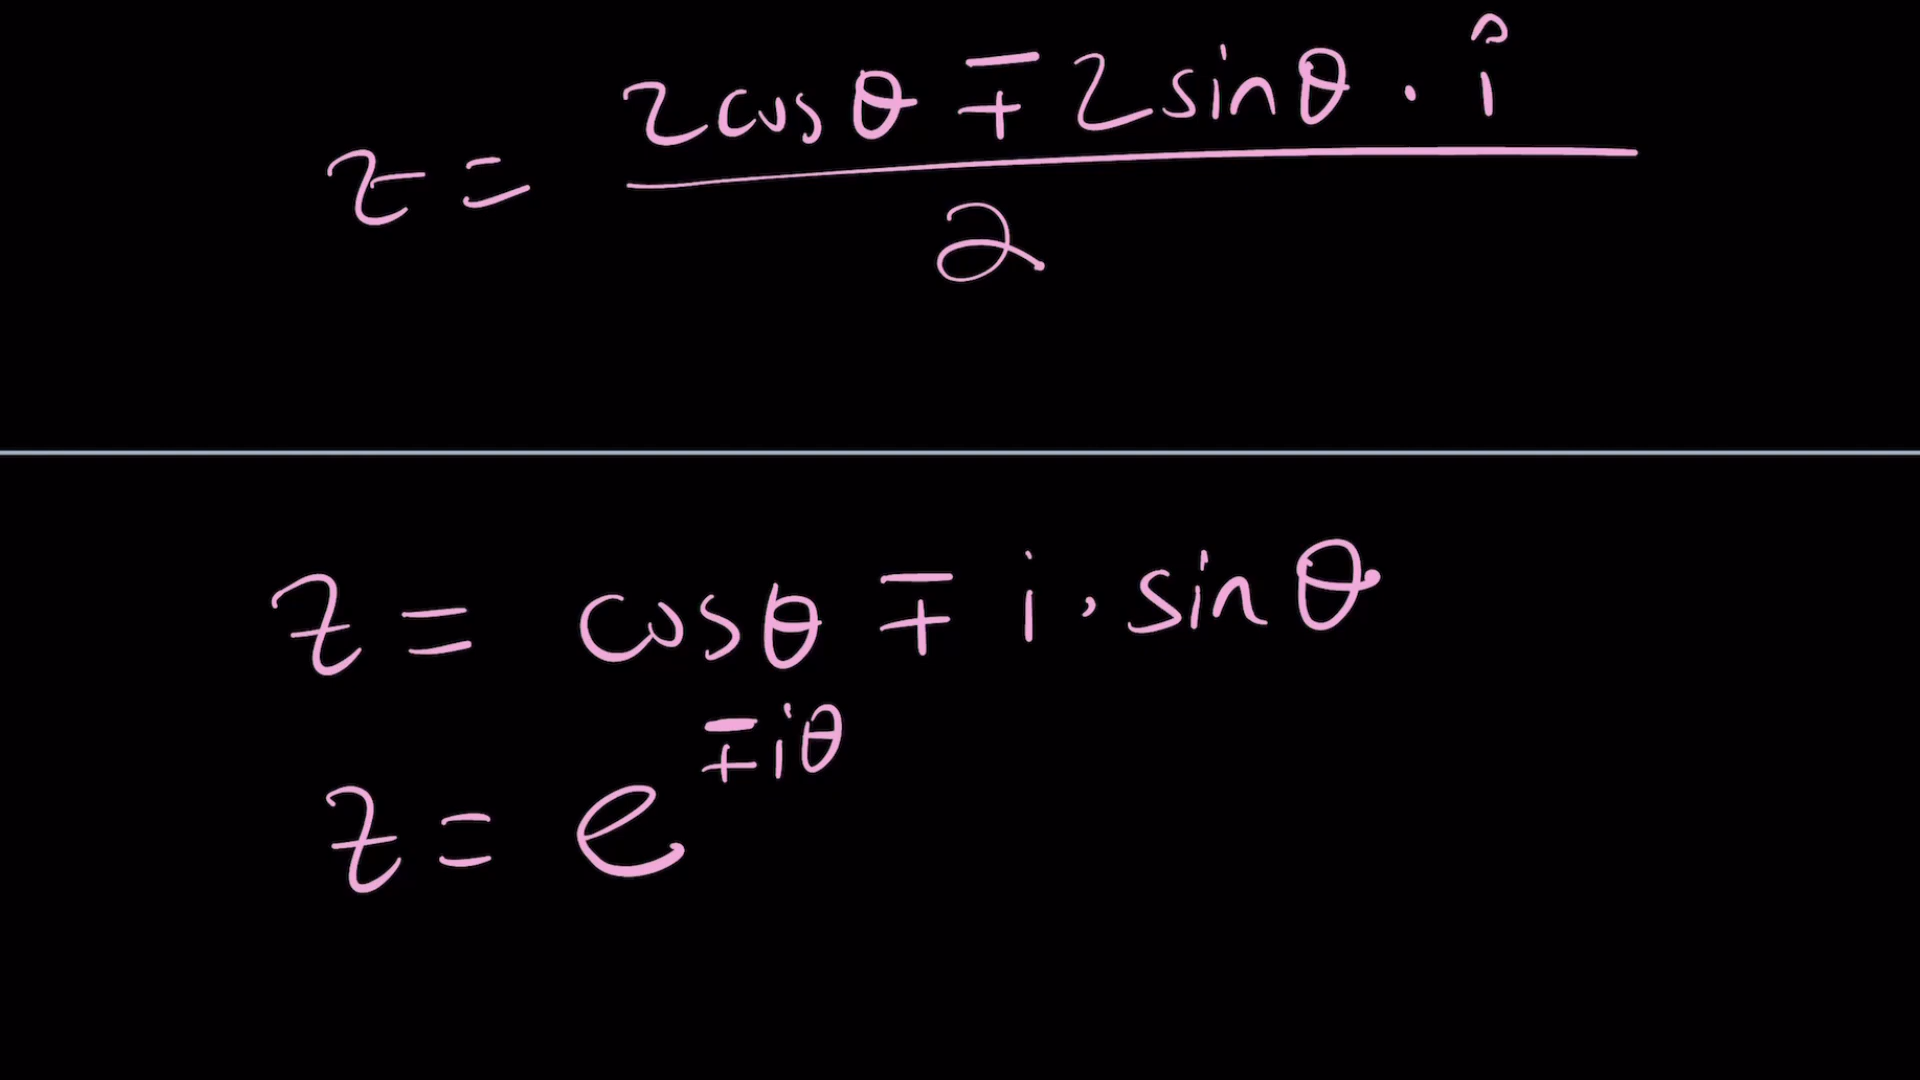 z = (2cosθ ∓ 2sinθ · i) / 2
z = cosθ ∓ i · sinθ
z = e^(∓iθ)